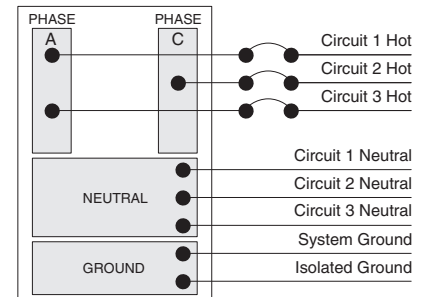 PHASE PHASE
A C
Circuit 1 Hot
Circuit 2 Hot
Circuit 3 Hot
Circuit 1 Neutral
Circuit 2 Neutral
NEUTRAL
Circuit 3 Neutral
System Ground
GROUND
Isolated Ground